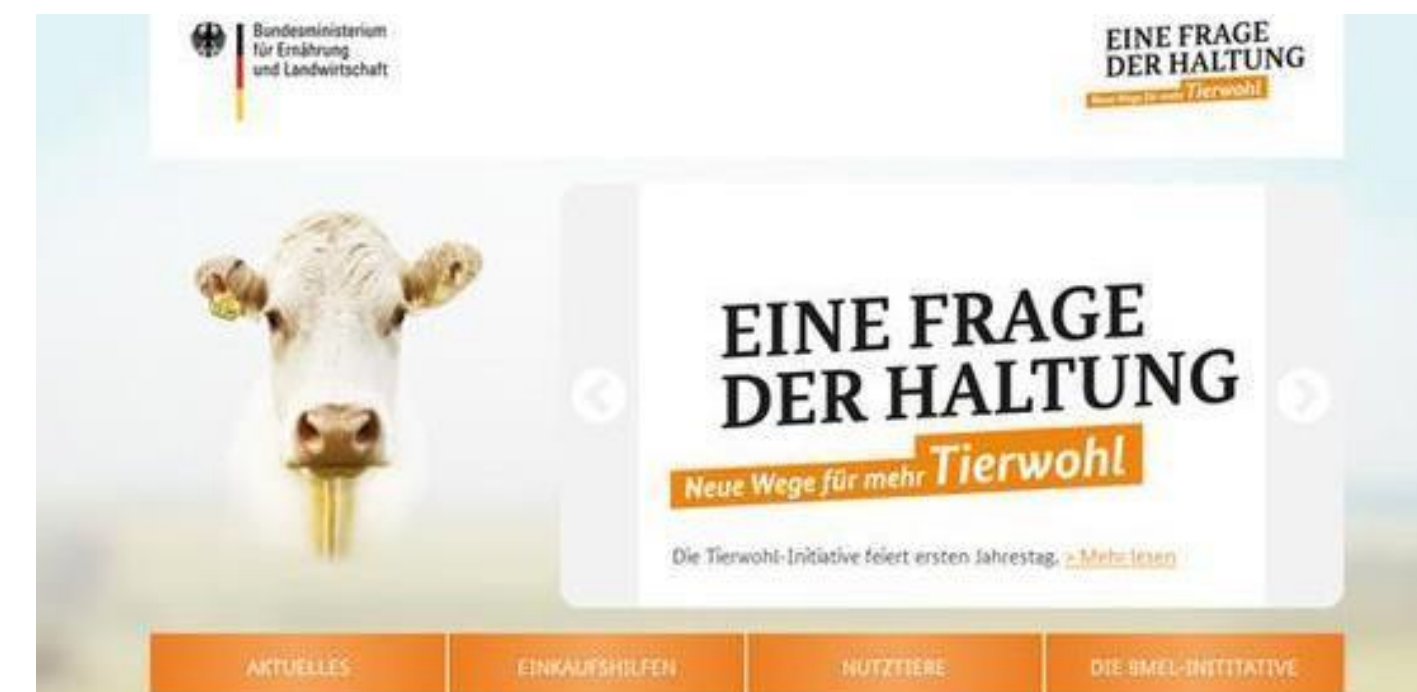 Bundesministerium
für Ernährung
und Landwirtschaft
EINE FRAGE
DER HALTUNG
Neue Wege für mehr Tierwohl
EINE FRAGE
DER HALTUNG
Neue Wege für mehr Tierwohl
Die Tierwohl-Initiative feiert ersten Jahrestag. > Mehr lesen
AKTUELLES
EINKAUFSHILFEN
NUTZTIERE
DIE BMEL-INITITATIVE